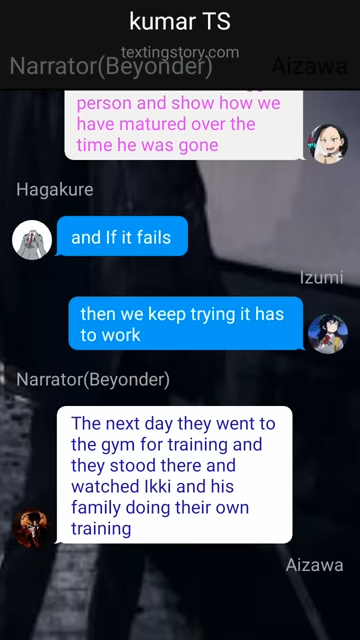 kumar TS
textingstory.com
Narrator(Beyonder)
Aizawa
person and show how we
have matured over the
time he was gone
Hagakure
and If it fails
Izumi
then we keep trying it has
to work
Narrator(Beyonder)
The next day they went to
the gym for training and
they stood there and
watched Ikki and his
family doing their own
training
Aizawa